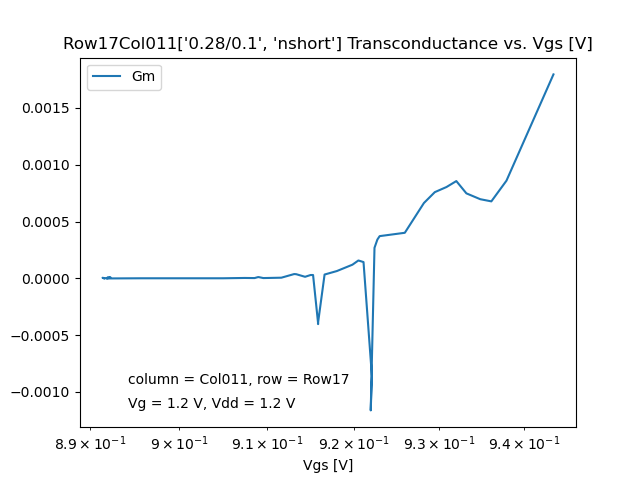 Row17Col011['0.28/0.1', 'nshort'] Transconductance vs. Vgs [V]
Gm
0.0015
0.0010
0.0005
0.0000
−0.0005
−0.0010
column = Col011, row = Row17
Vg = 1.2 V, Vdd = 1.2 V
8.9 × 10⁻¹ 9 × 10⁻¹ 9.1 × 10⁻¹ 9.2 × 10⁻¹ 9.3 × 10⁻¹ 9.4 × 10⁻¹
Vgs [V]